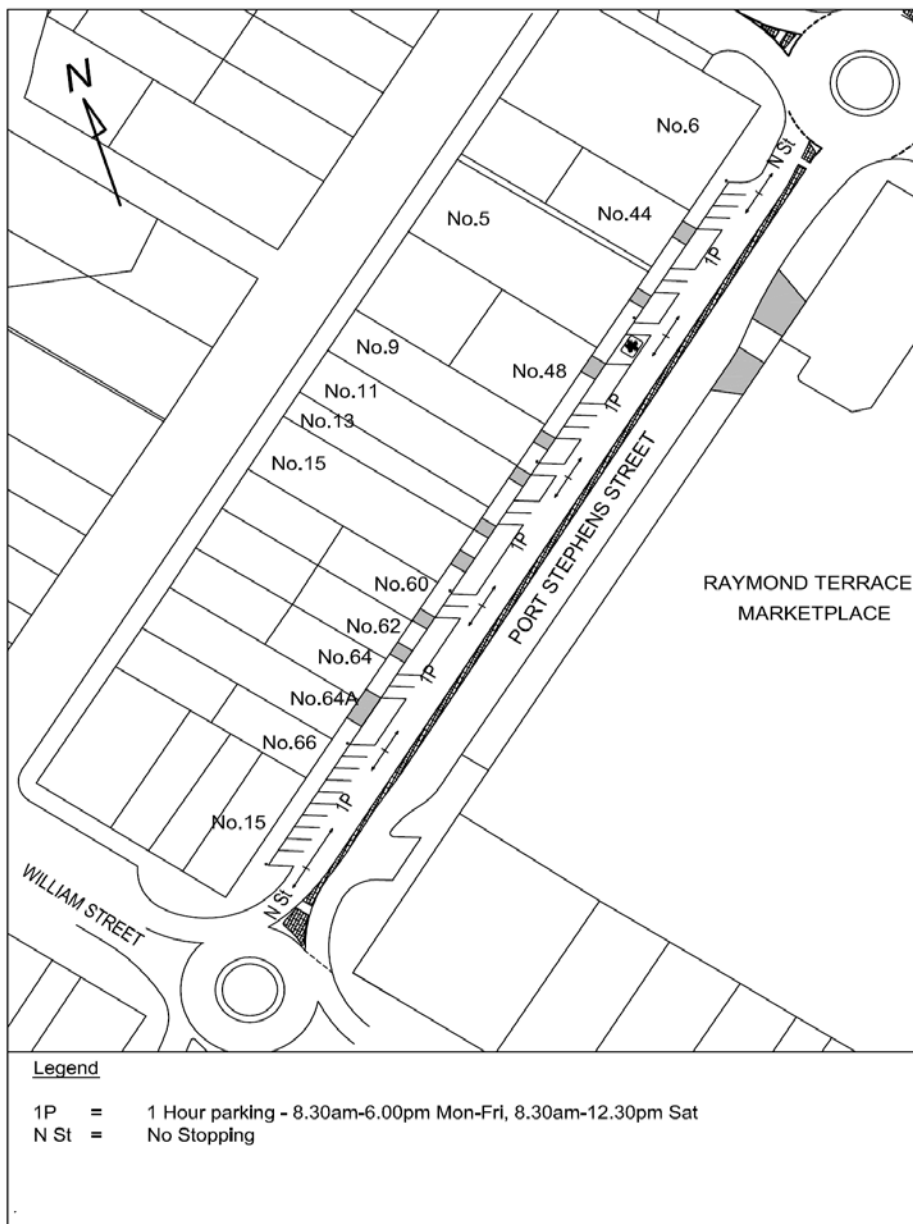 N
No.6
N St
No.44
No.5
1P
No.9
No.48
No.11
1P
No.13
No.15
PORT STEPHENS STREET
1P
RAYMOND TERRACE
MARKETPLACE
No.60
No.62
No.64
1P
No.64A
No.66
1P
No.15
WILLIAM STREET
N St
Legend
1P = 1 Hour parking - 8.30am-6.00pm Mon-Fri, 8.30am-12.30pm Sat
N St = No Stopping